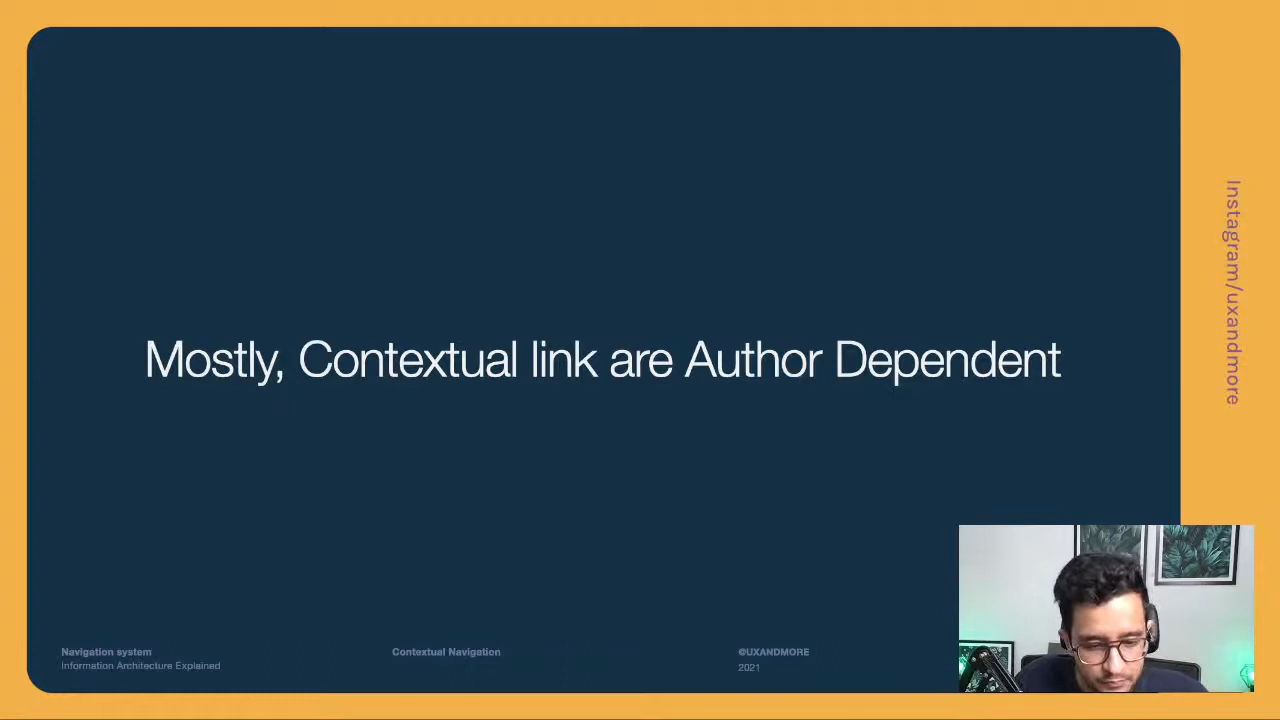 Mostly, Contextual link are Author Dependent
Instagram/uxandmore
Navigation system
Information Architecture Explained
Contextual Navigation
@UXANDMORE
2021